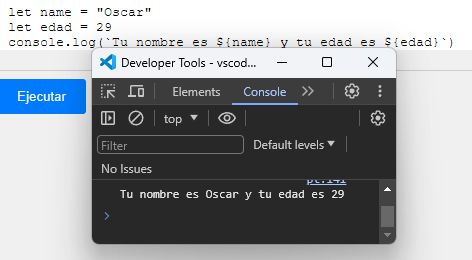 let name = "Oscar"
let edad = 29
console.log(`Tu nombre es ${name} y tu edad es ${edad}`)
Ejecutar
Developer Tools - vscod...
Elements
Console
top
Filter
Default levels
No Issues
Tu nombre es Oscar y tu edad es 29